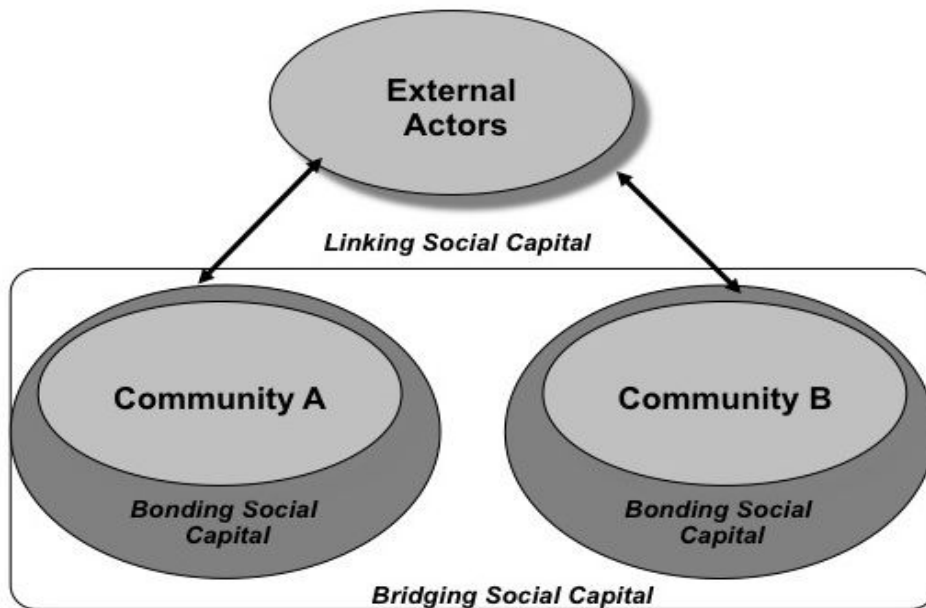 External
Actors
Linking Social Capital
Community A
Community B
Bonding Social
Capital
Bonding Social
Capital
Bridging Social Capital